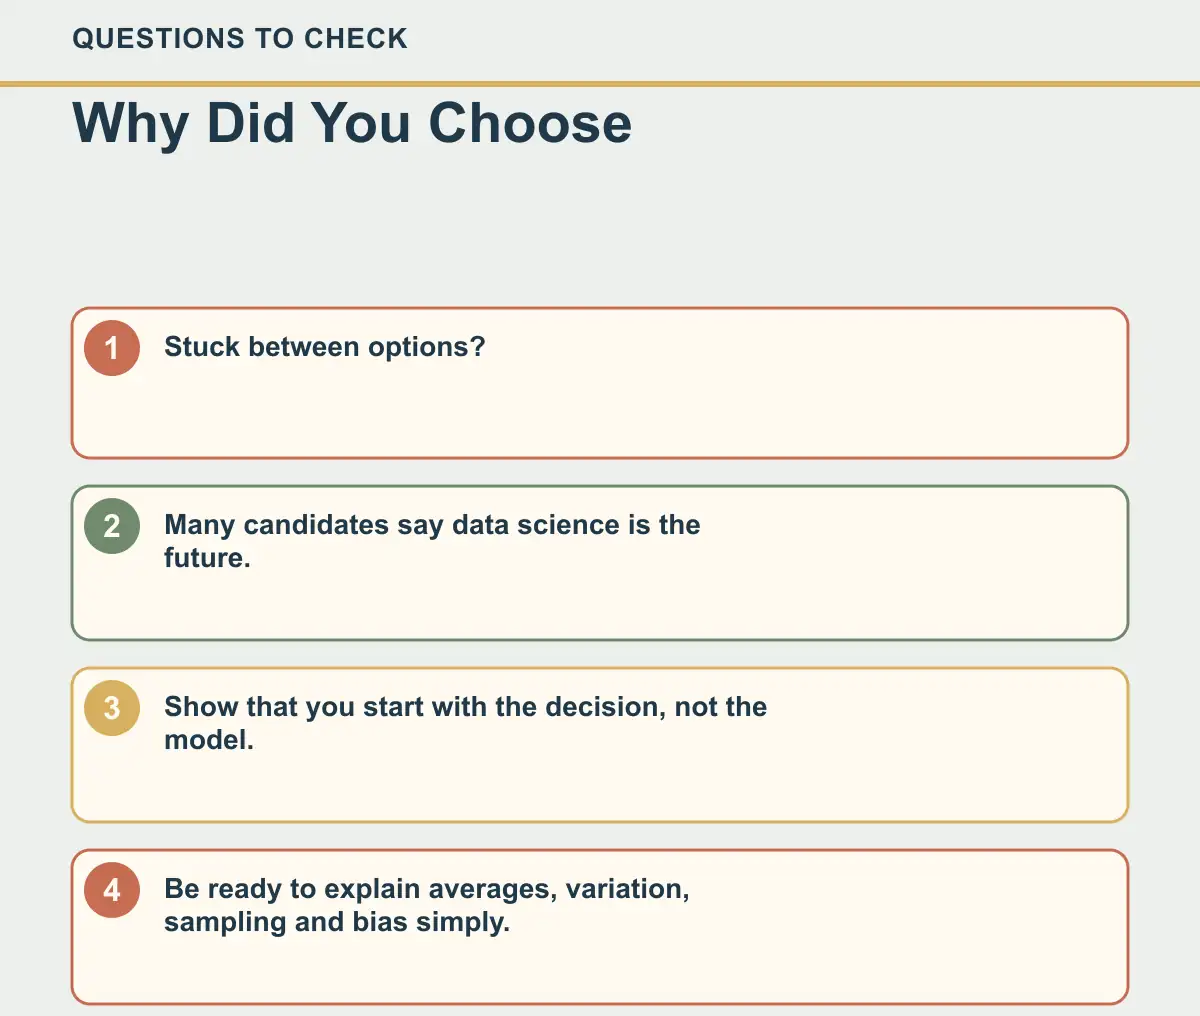 QUESTIONS TO CHECK
Why Did You Choose
1
Stuck between options?
2
Many candidates say data science is the
future.
3
Show that you start with the decision, not the
model.
4
Be ready to explain averages, variation,
sampling and bias simply.